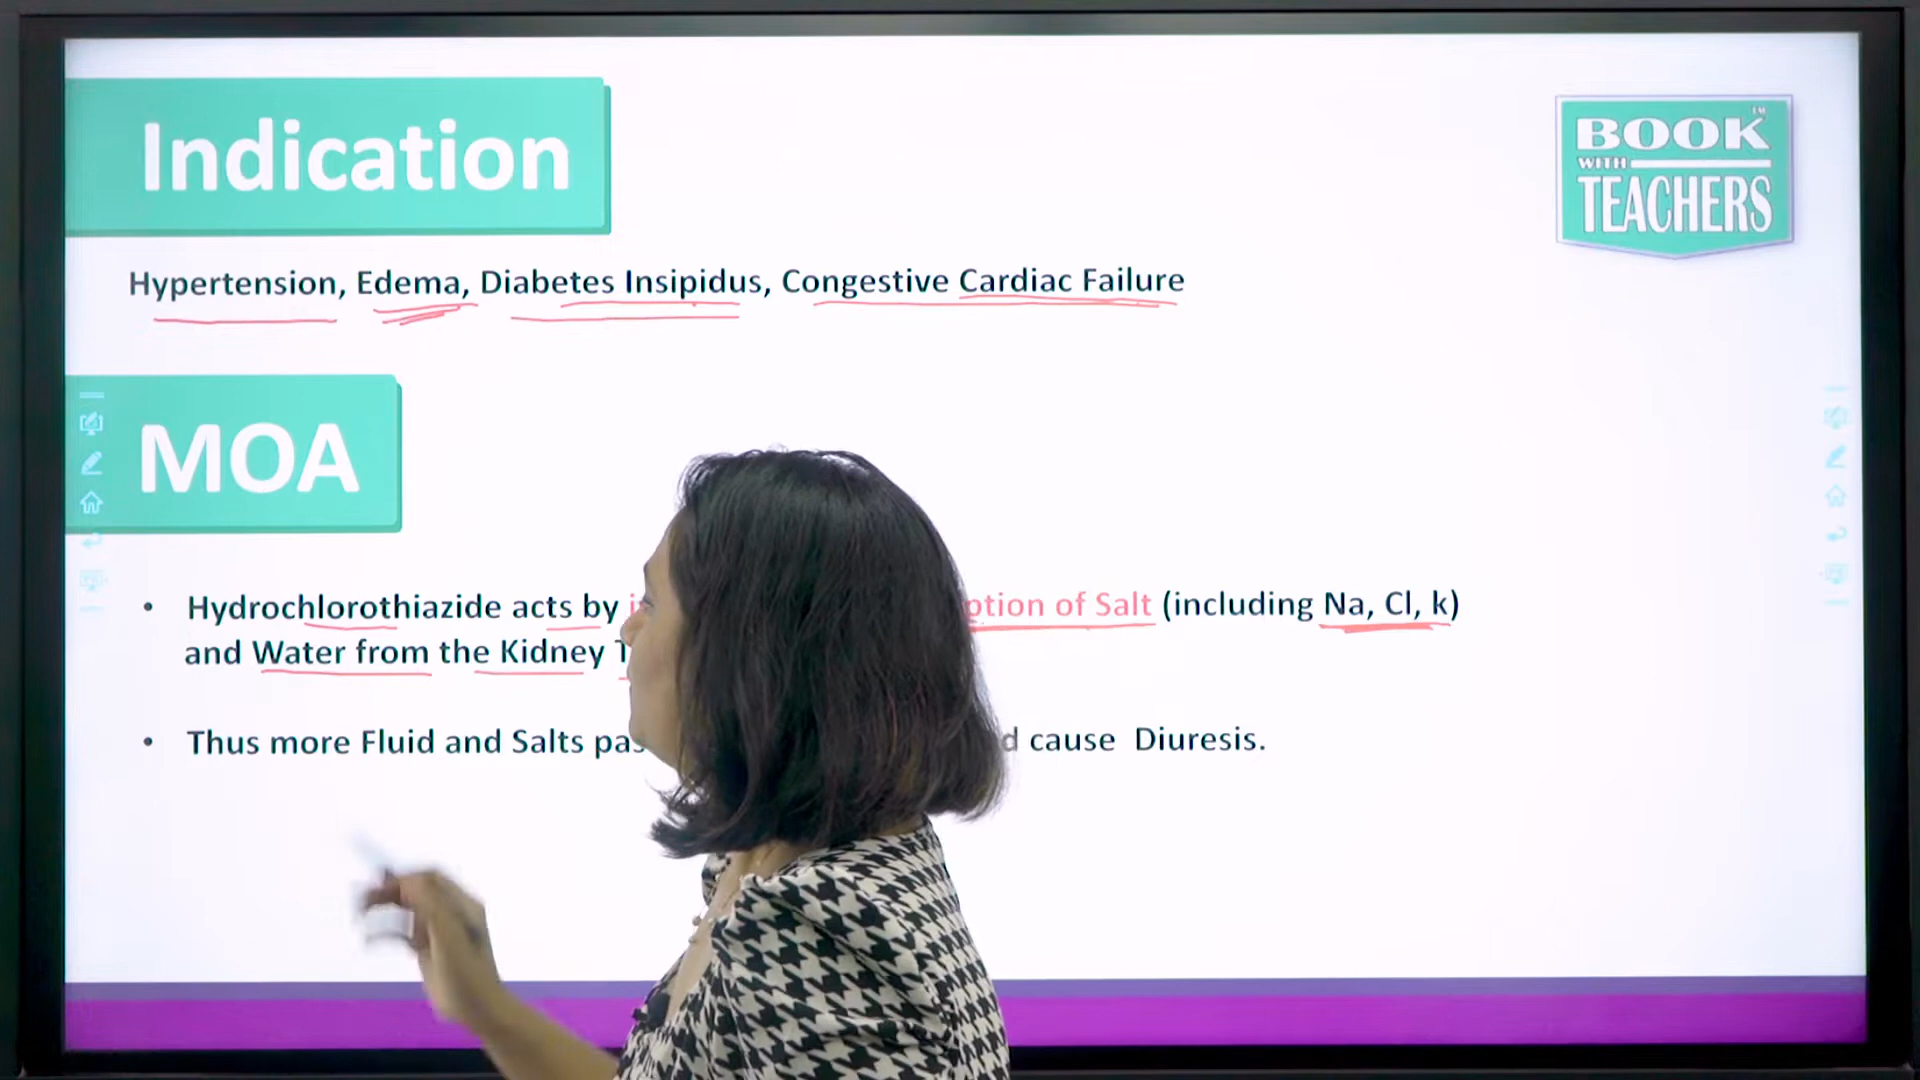 Indication
BOOK
WITH
TEACHERS
Hypertension, Edema, Diabetes Insipidus, Congestive Cardiac Failure
MOA
• Hydrochlorothiazide acts by of Salt (including Na, Cl, k)
and Water from the Kidney
• Thus more Fluid and Salts cause Diuresis.